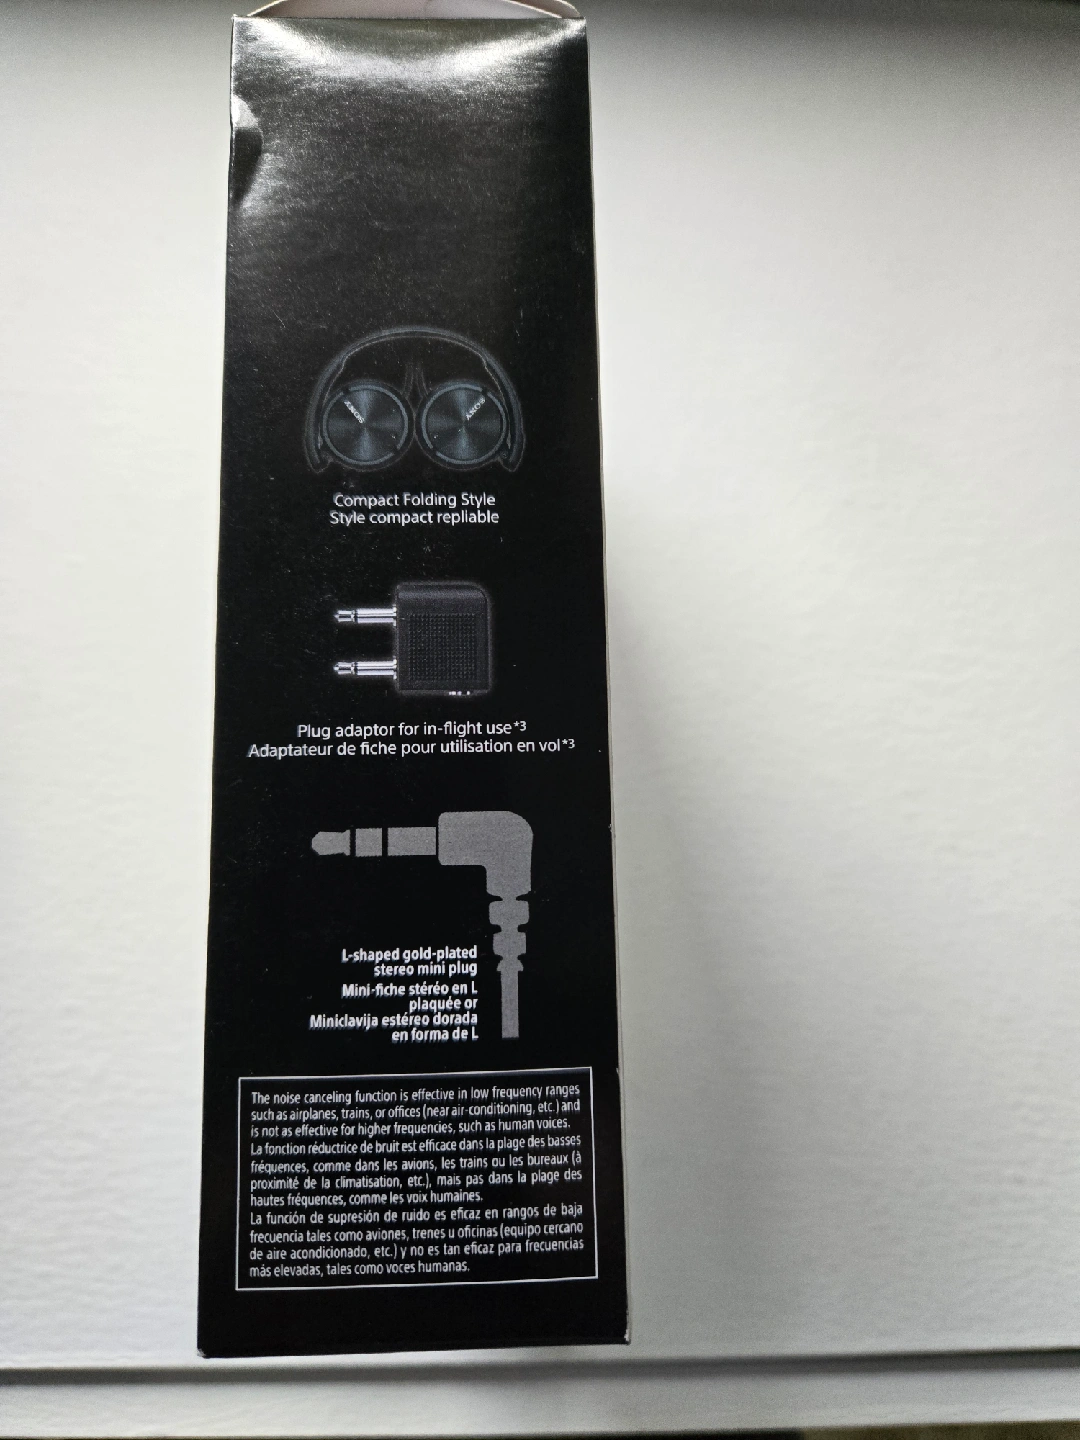 SONY
SONY
Compact Folding Style
Style compact repliable
Plug adaptor for in-flight use*3
Adaptateur de fiche pour utilisation en vol*3
L-shaped gold-plated
stereo mini plug
Mini-fiche stéréo en L
plaquée or
Miniclavija estéreo dorada
en forma de L
The noise canceling function is effective in low frequency ranges
such as airplanes, trains, or offices (near air-conditioning, etc.) and
is not as effective for higher frequencies, such as human voices.
La fonction réductrice de bruit est efficace dans la plage des basses
fréquences, comme dans les avions, les trains ou les bureaux (à
proximité de la climatisation, etc.), mais pas dans la plage des
hautes fréquences, comme les voix humaines.
La función de supresión de ruido es eficaz en rangos de baja
frecuencia tales como aviones, trenes u oficinas (equipo cercano
de aire acondicionado, etc.) y no es tan eficaz para frecuencias
más elevadas, tales como voces humanas.